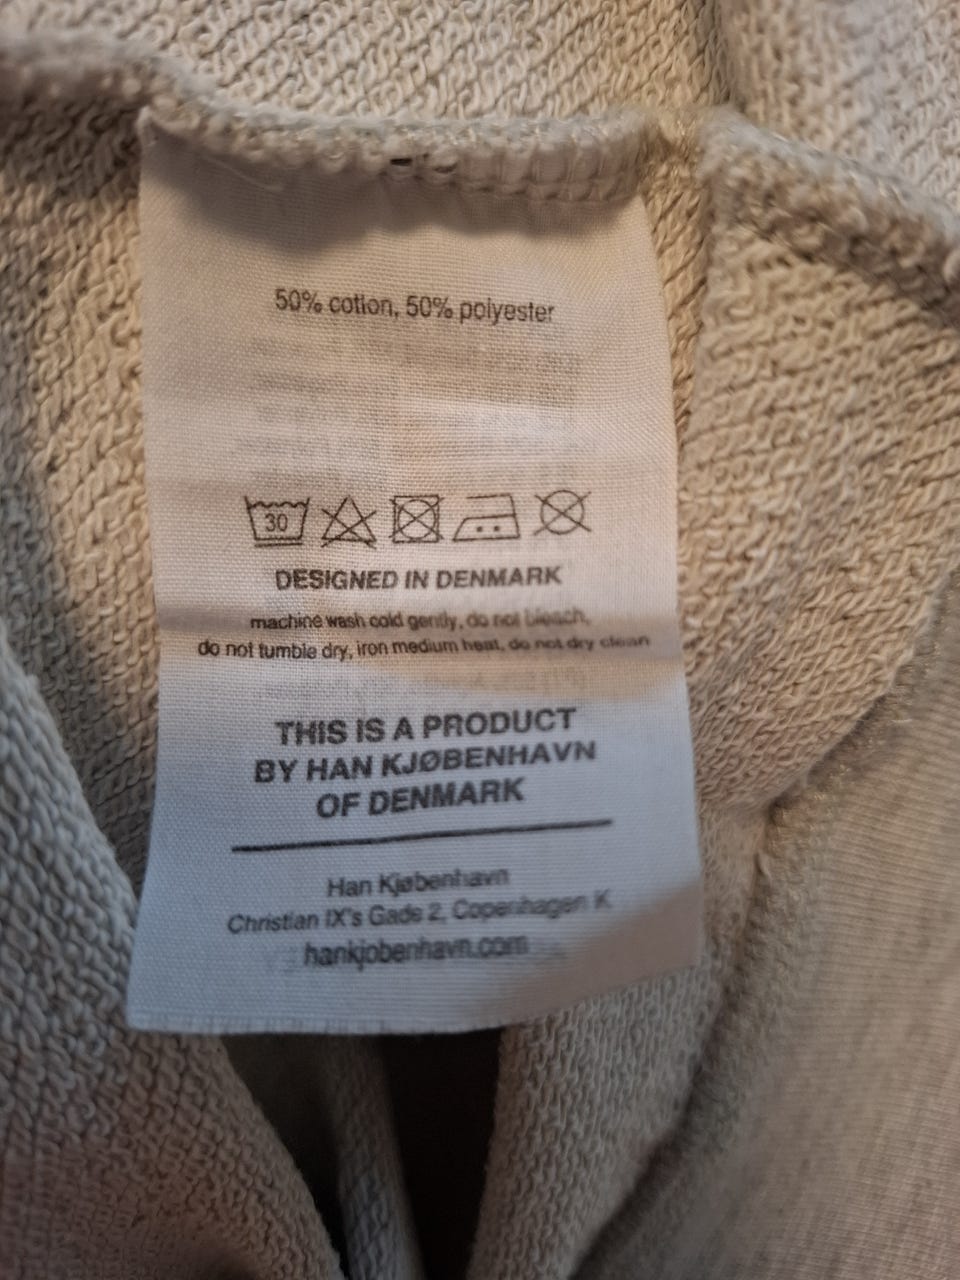 50% cotton, 50% polyester
30
DESIGNED IN DENMARK
machine wash cold gently, do not bleach,
do not tumble dry, iron medium heat, do not dry clean
THIS IS A PRODUCT
BY HAN KJØBENHAVN
OF DENMARK
Han Kjøbenhavn
Christian IX's Gade 2, Copenhagen K
hankjobenhavn.com